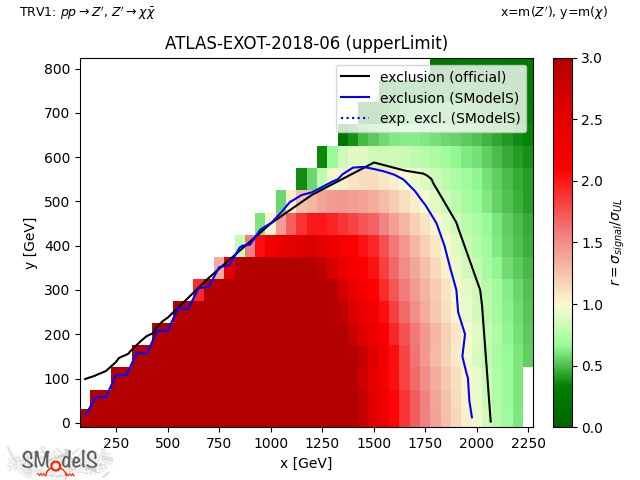 TRV1: pp → Z′, Z′ → χχ̄
x=m(Z′), y=m(χ)
ATLAS-EXOT-2018-06 (upperLimit)
exclusion (official)
exclusion (SModelS)
exp. excl. (SModelS)
y [GeV]
800
700
600
500
400
300
200
100
0
250
500
750
1000
1250
1500
1750
2000
2250
x [GeV]
3.0
2.5
2.0
1.5
1.0
0.5
0.0
r = σsignal/σUL
SModelS